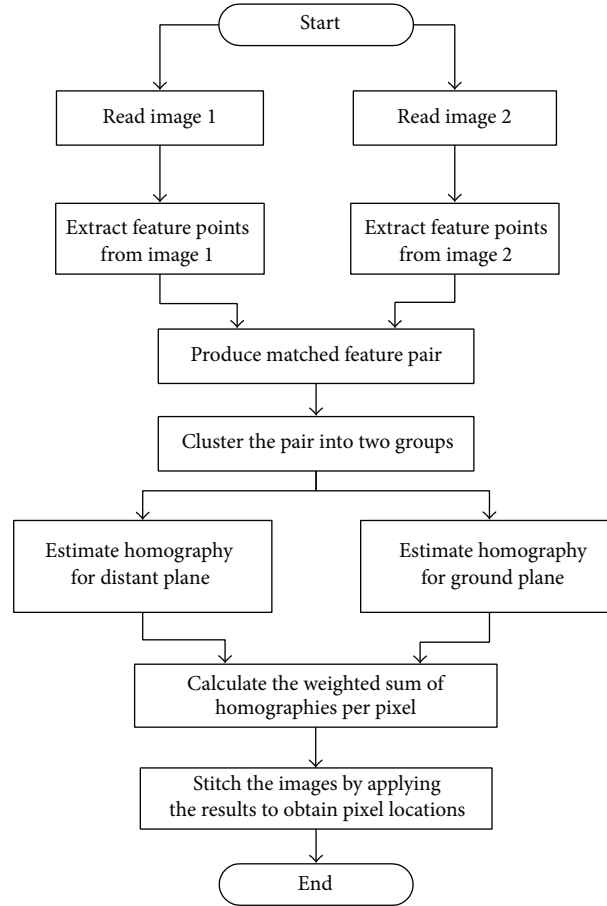 Start
Read image 1
Read image 2
Extract feature points
from image 1
Extract feature points
from image 2
Produce matched feature pair
Cluster the pair into two groups
Estimate homography
for distant plane
Estimate homography
for ground plane
Calculate the weighted sum of
homographies per pixel
Stitch the images by applying
the results to obtain pixel locations
End